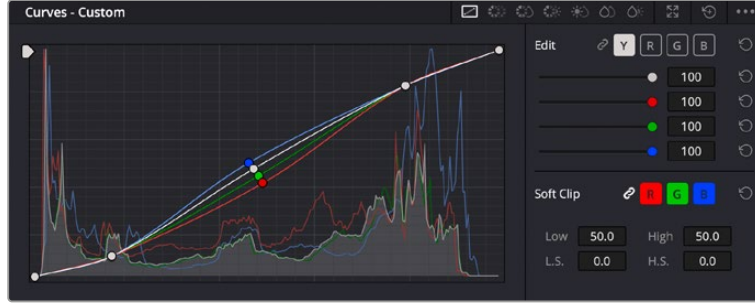 Curves - Custom
Edit Y R G B
100
100
100
100
Soft Clip R G B
Low 50.0 High 50.0
L.S. 0.0 H.S. 0.0